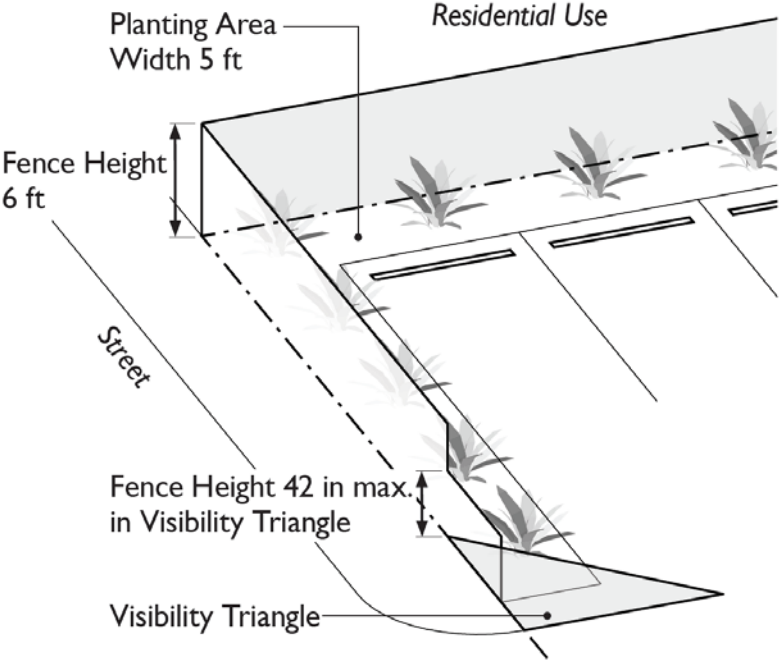 Planting Area
Width 5 ft
Residential Use
Fence Height
6 ft
Street
Fence Height 42 in max.
in Visibility Triangle
Visibility Triangle